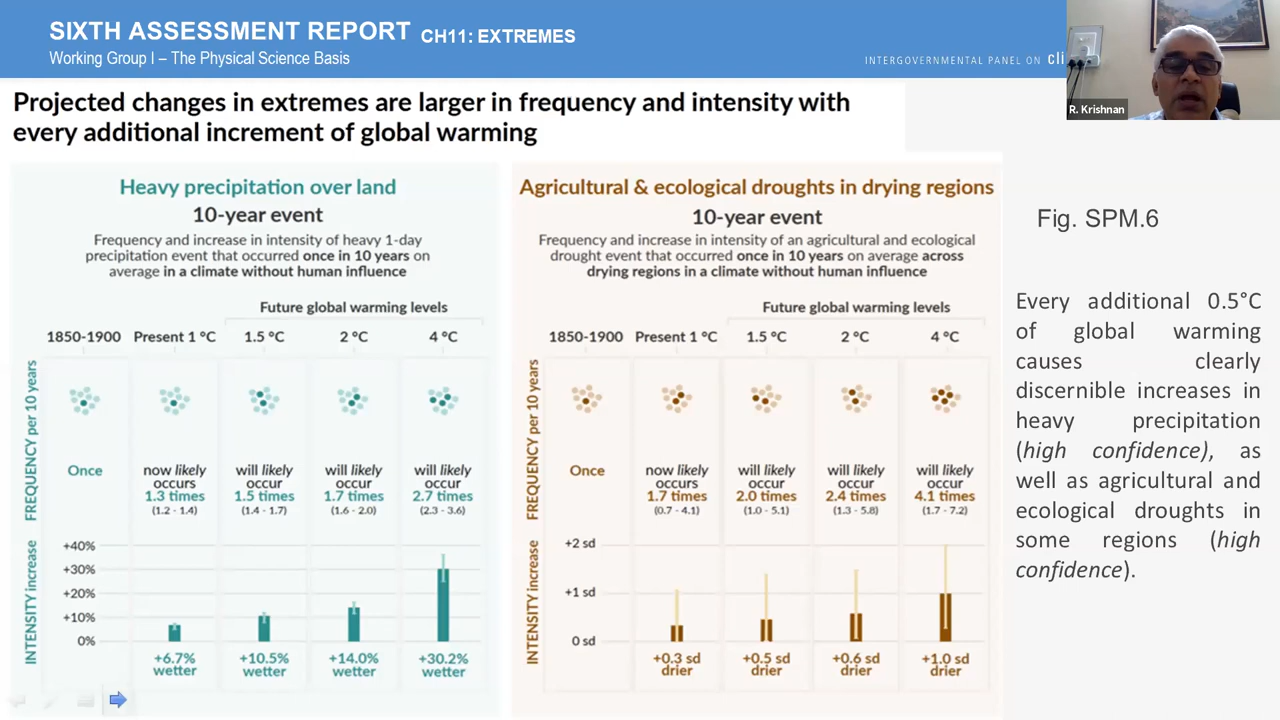 SIXTH ASSESSMENT REPORT CH11: EXTREMES
Working Group I – The Physical Science Basis
INTERGOVERNMENTAL PANEL ON cli
R. Krishnan
Projected changes in extremes are larger in frequency and intensity with
every additional increment of global warming
Heavy precipitation over land
10-year event
Frequency and increase in intensity of heavy 1-day
precipitation event that occurred once in 10 years on
average in a climate without human influence
Future global warming levels
1850-1900 Present 1 °C 1.5 °C 2 °C 4 °C
FREQUENCY per 10 years
Once
now likely
occurs
1.3 times
(1.2 - 1.4)
will likely
occur
1.5 times
(1.4 - 1.7)
will likely
occur
1.7 times
(1.6 - 2.0)
will likely
occur
2.7 times
(2.3 - 3.6)
INTENSITY increase
+40%
+30%
+20%
+10%
0%
+6.7%
wetter
+10.5%
wetter
+14.0%
wetter
+30.2%
wetter
Agricultural & ecological droughts in drying regions
10-year event
Frequency and increase in intensity of an agricultural and ecological
drought event that occurred once in 10 years on average across
drying regions in a climate without human influence
Future global warming levels
1850-1900 Present 1 °C 1.5 °C 2 °C 4 °C
FREQUENCY per 10 years
Once
now likely
occurs
1.7 times
(0.7 - 4.1)
will likely
occur
2.0 times
(1.0 - 5.1)
will likely
occur
2.4 times
(1.3 - 5.8)
will likely
occur
4.1 times
(1.7 - 7.2)
INTENSITY increase
+2 sd
+1 sd
0 sd
+0.3 sd
drier
+0.5 sd
drier
+0.6 sd
drier
+1.0 sd
drier
Fig. SPM.6
Every additional 0.5°C
of global warming
causes clearly
discernible increases in
heavy precipitation
(high confidence), as
well as agricultural and
ecological droughts in
some regions (high
confidence).